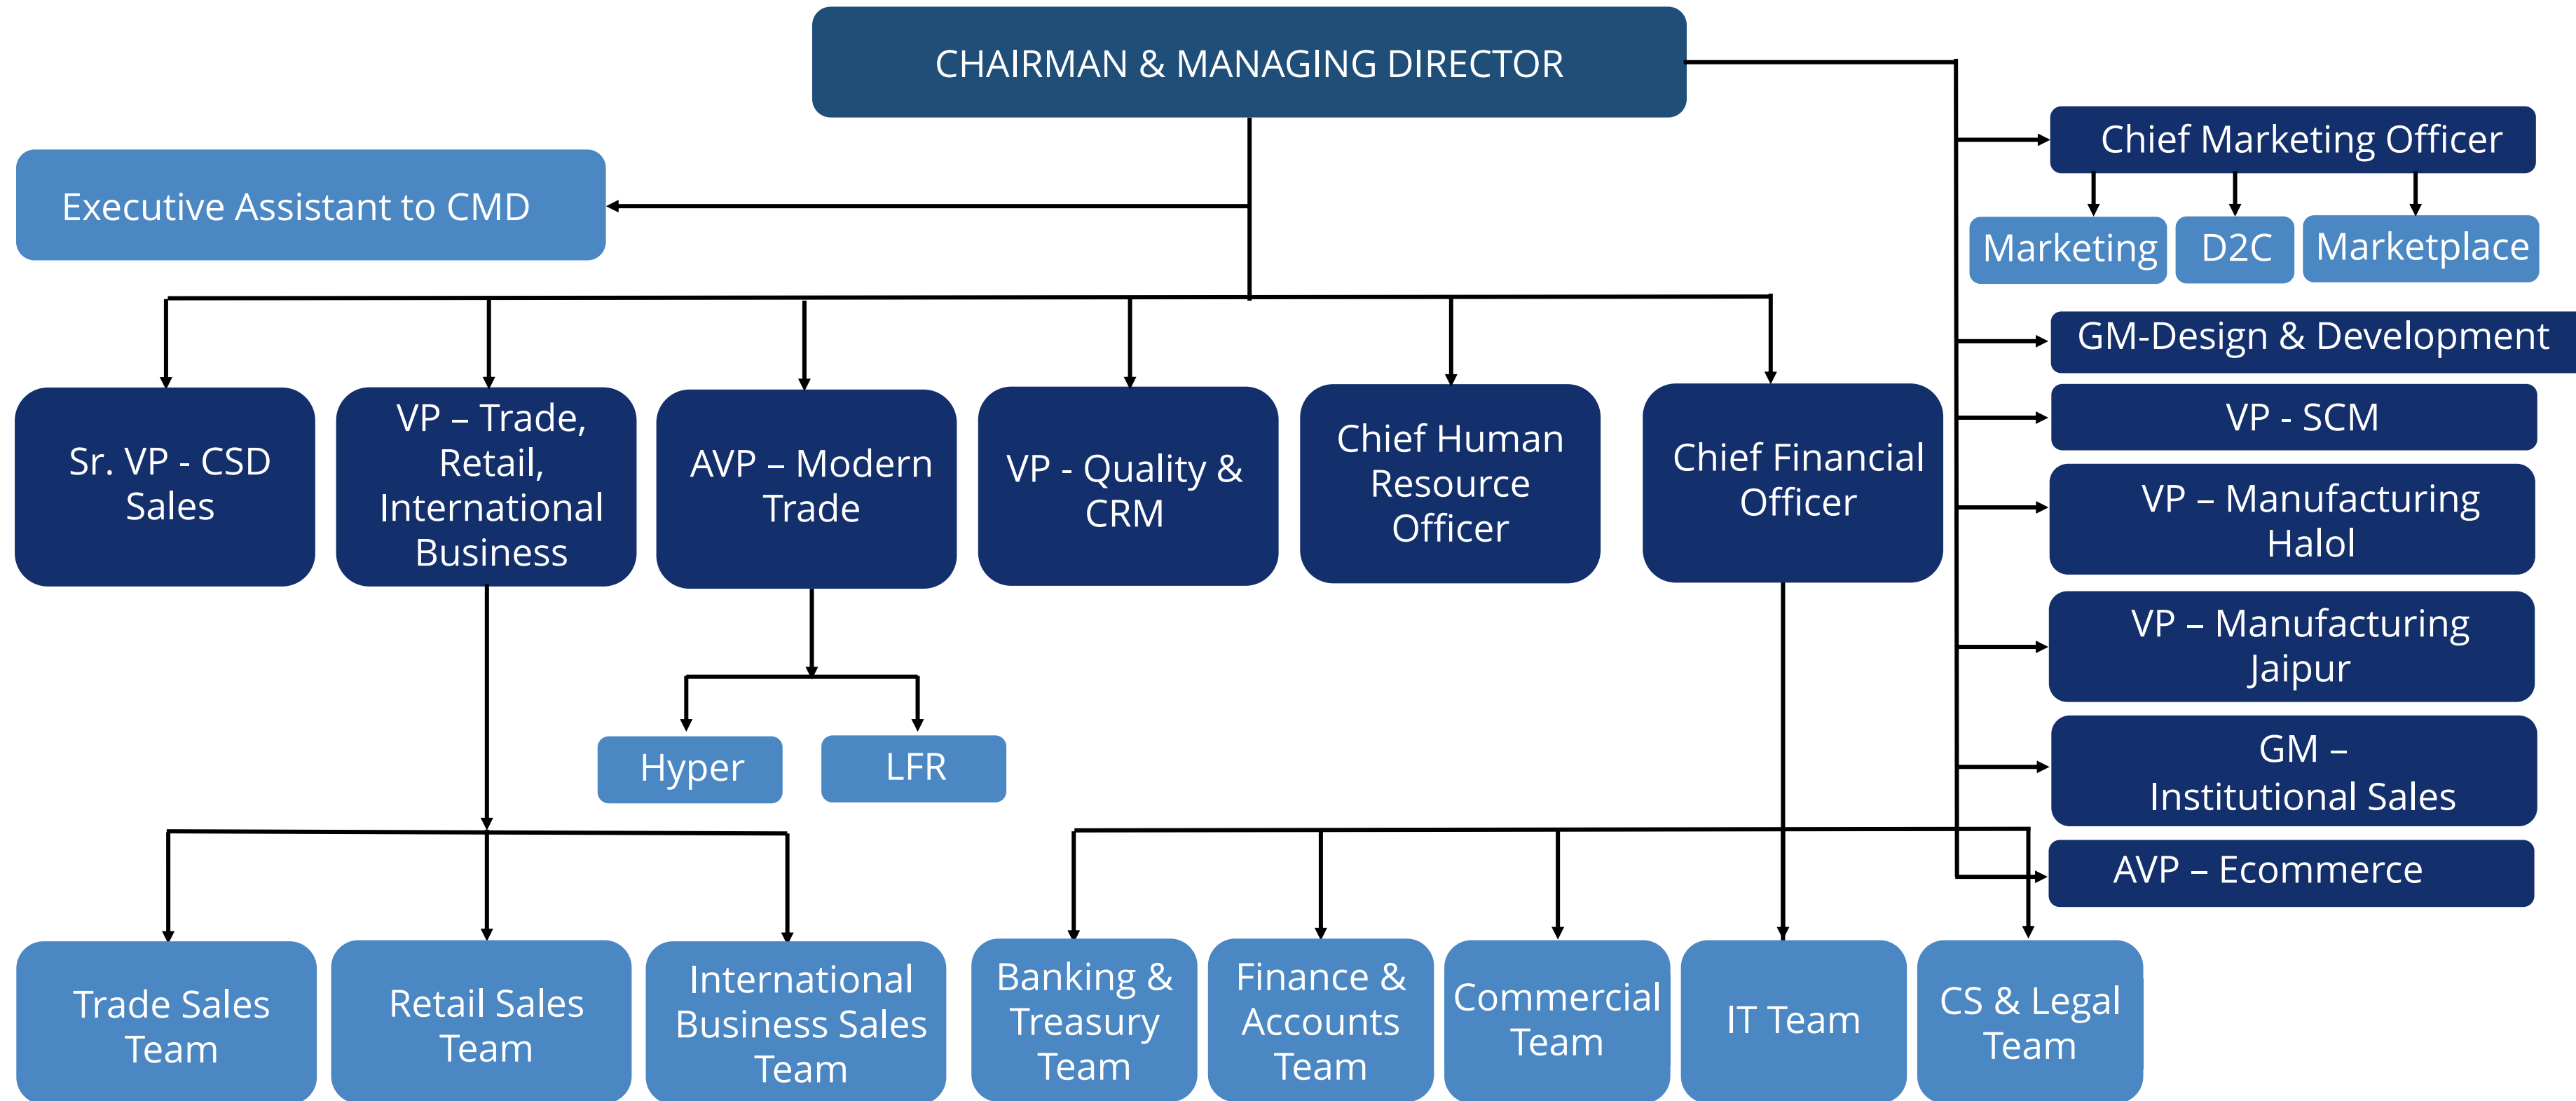 CHAIRMAN & MANAGING DIRECTOR
Executive Assistant to CMD
Chief Marketing Officer
Marketing
D2C
Marketplace
GM-Design & Development
VP - SCM
VP – Manufacturing
Halol
VP – Manufacturing
Jaipur
GM –
Institutional Sales
AVP – Ecommerce
Sr. VP - CSD
Sales
VP – Trade,
Retail,
International
Business
AVP – Modern
Trade
VP - Quality &
CRM
Chief Human
Resource
Officer
Chief Financial
Officer
Hyper
LFR
Trade Sales
Team
Retail Sales
Team
International
Business Sales
Team
Banking &
Treasury
Team
Finance &
Accounts
Team
Commercial
Team
IT Team
CS & Legal
Team